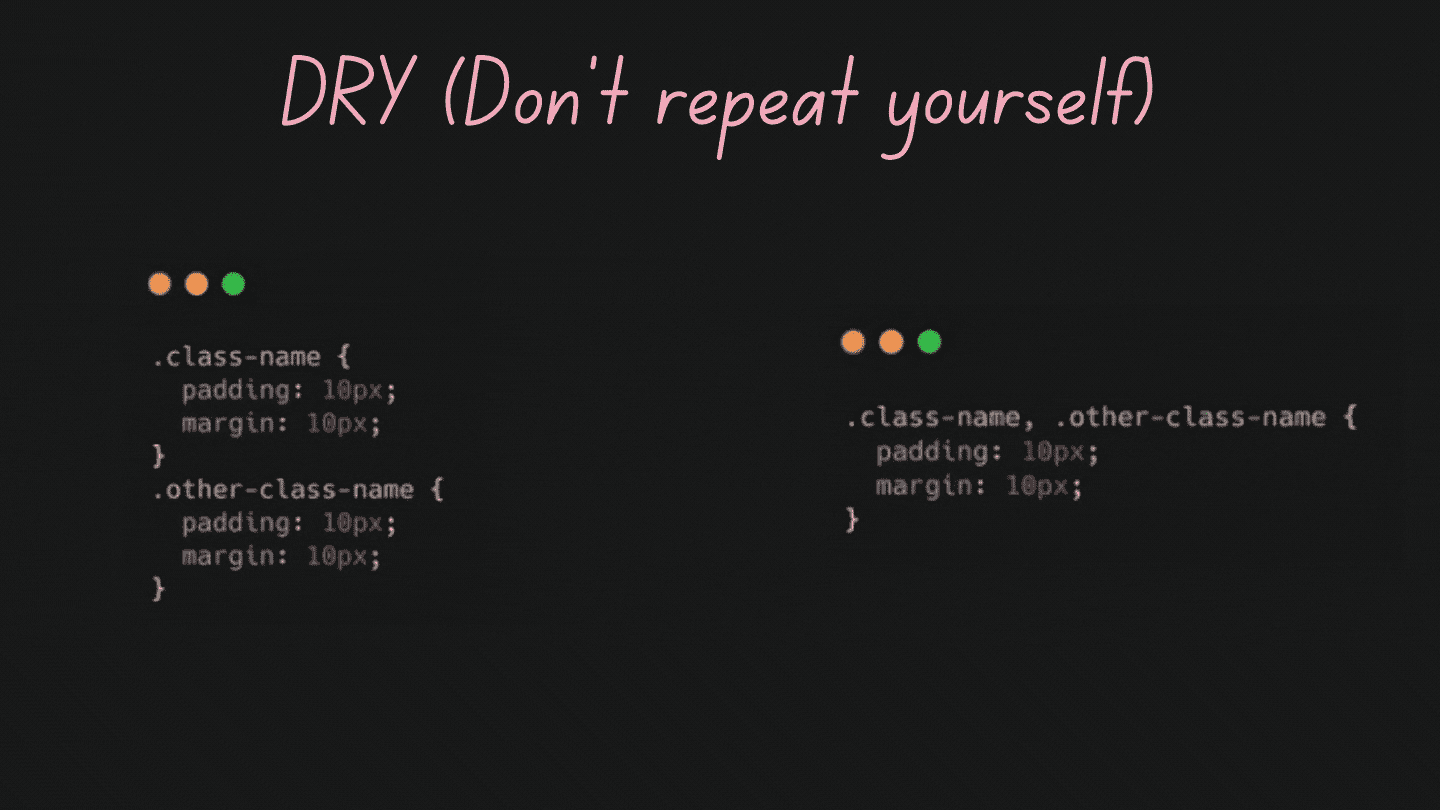 DRY (Don't repeat yourself)
.class-name {
  padding: 10px;
  margin: 10px;
}
.other-class-name {
  padding: 10px;
  margin: 10px;
}
.class-name, .other-class-name {
  padding: 10px;
  margin: 10px;
}